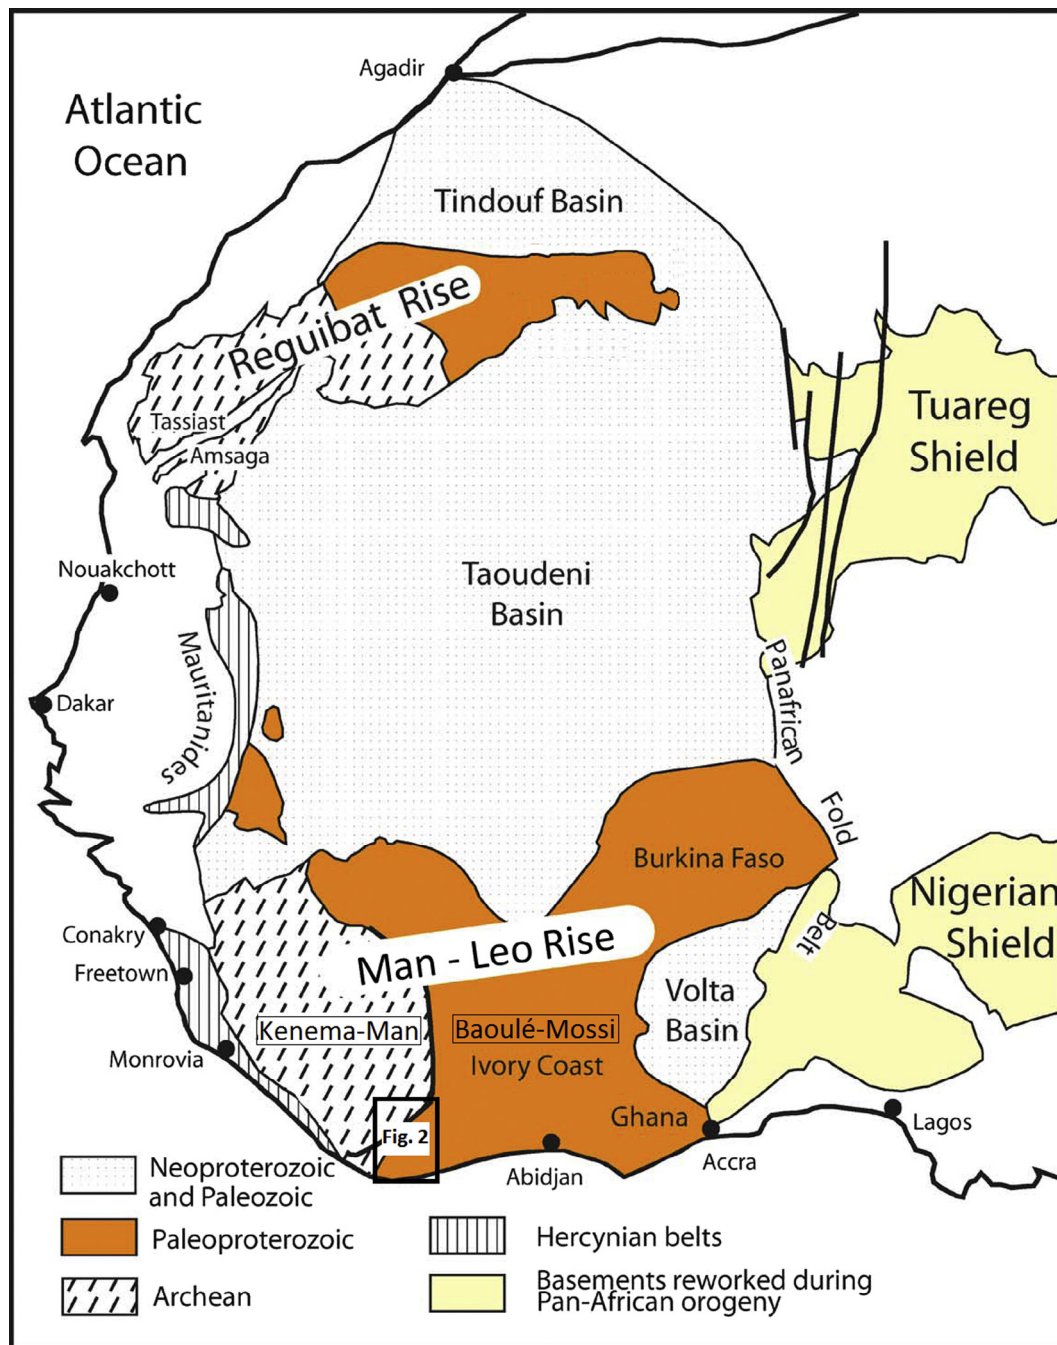 Agadir
Atlantic
Ocean
Tindouf Basin
Reguibat Rise
Tassiast
Amsaga
Tuareg
Shield
Nouakchott
Taoudeni
Basin
Mauritanides
Dakar
Panafrican
Fold
Belt
Burkina Faso
Nigerian
Shield
Conakry
Freetown
Man - Leo Rise
Volta
Basin
Kenema-Man
Baoulé-Mossi
Ivory Coast
Monrovia
Ghana
Lagos
Fig. 2
Abidjan
Accra
Neoproterozoic
and Paleozoic
Paleoproterozoic
Archean
Hercynian belts
Basements reworked during
Pan-African orogeny